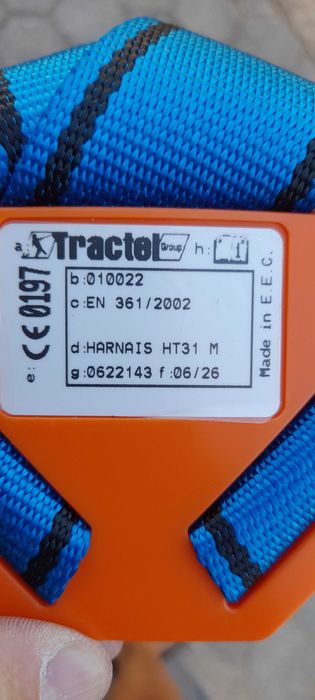 a: Tractel Group h: i
b:010022
c:EN 361/2002
d:HARNAIS HT31 M
g:0622143 f:06/26
e: CE 0197
Made in E.E.C.